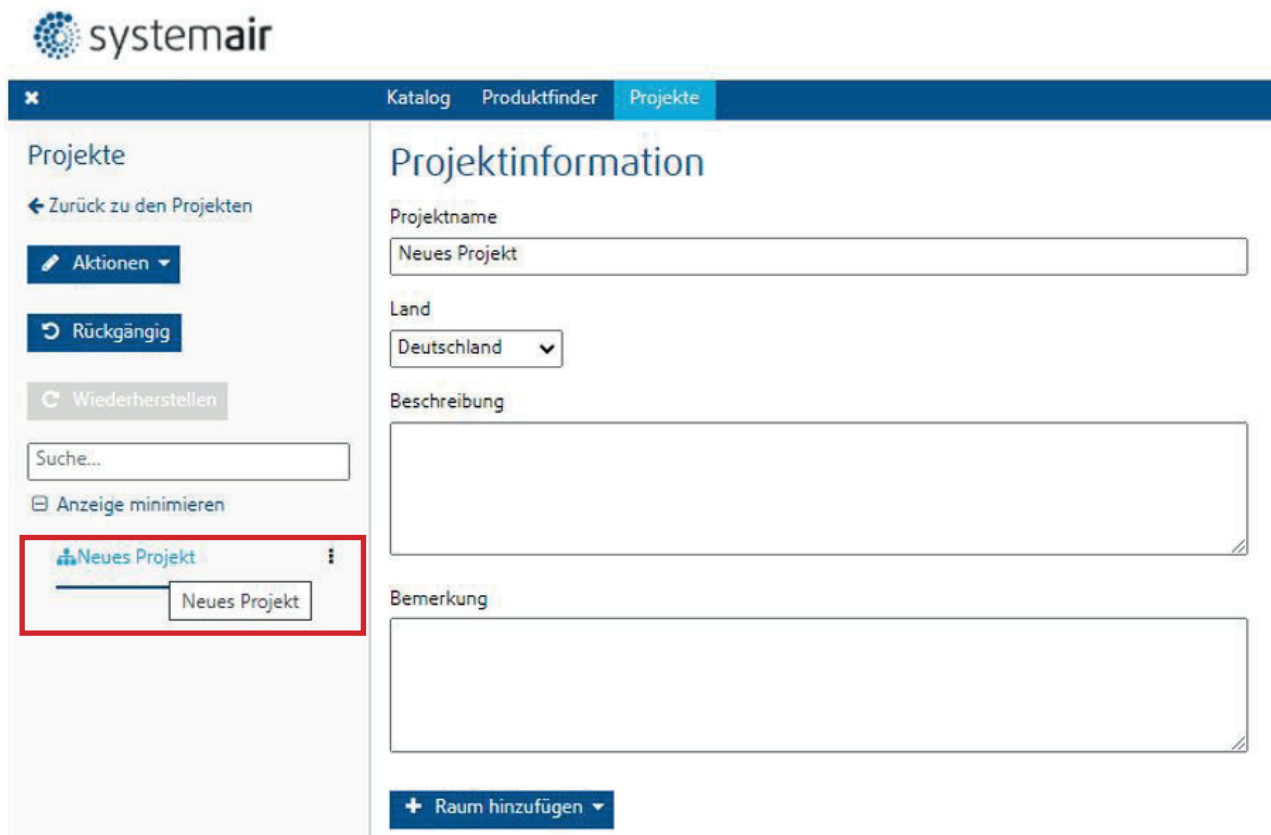 systemair
Katalog Produktfinder Projekte
Projekte
Zurück zu den Projekten
Aktionen
Rückgängig
Wiederherstellen
Suche...
Anzeige minimieren
Neues Projekt
Neues Projekt
Projektinformation
Projektname
Neues Projekt
Land
Deutschland
Beschreibung
Bemerkung
Raum hinzufügen